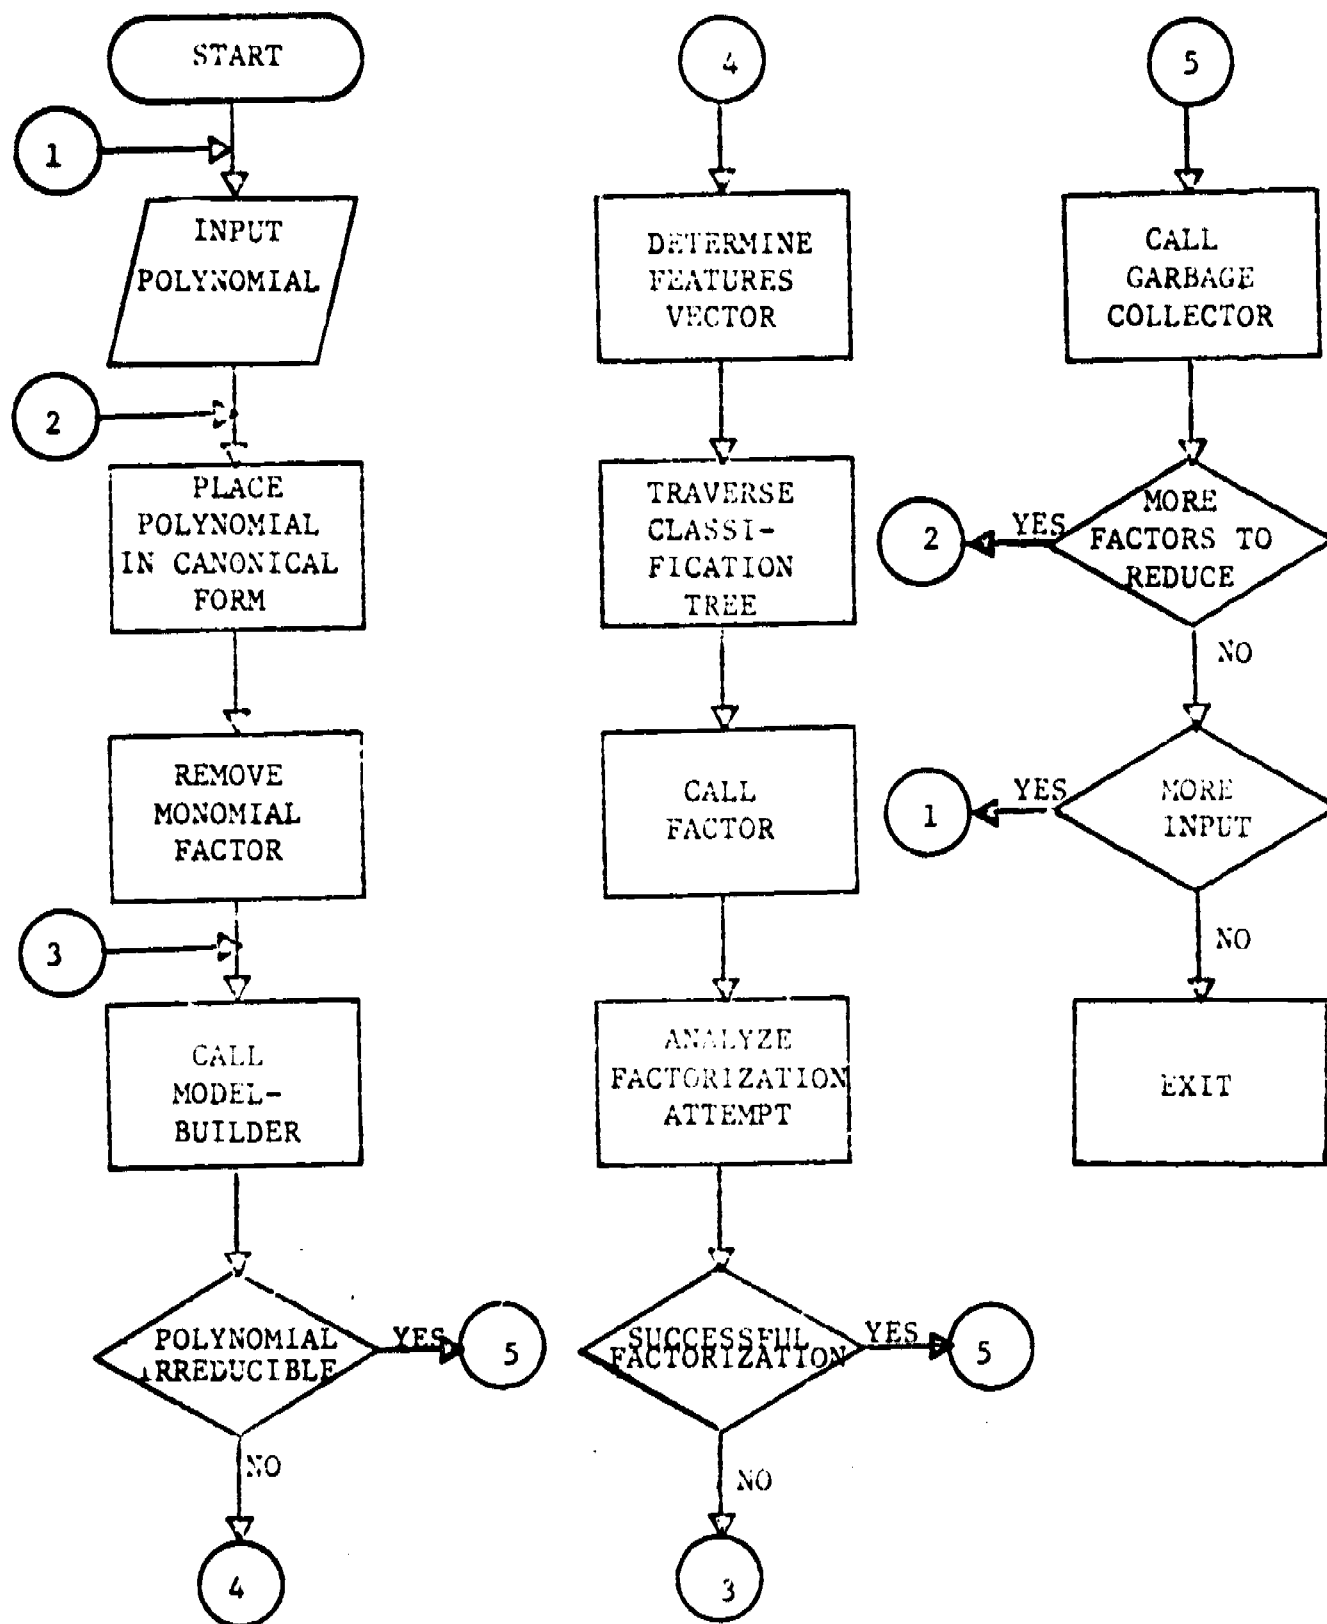 START
1
INPUT
POLYNOMIAL
2
PLACE
POLYNOMIAL
IN CANONICAL
FORM
REMOVE
MONOMIAL
FACTOR
3
CALL
MODEL-
BUILDER
POLYNOMIAL
IRREDUCIBLE
YES
5
NO
4
4
DETERMINE
FEATURES
VECTOR
TRAVERSE
CLASSI-
FICATION
TREE
CALL
FACTOR
ANALYZE
FACTORIZATION
ATTEMPT
SUCCESSFUL
FACTORIZATION
YES
5
NO
3
5
CALL
GARBAGE
COLLECTOR
MORE
FACTORS TO
REDUCE
YES
2
NO
MORE
INPUT
YES
1
NO
EXIT